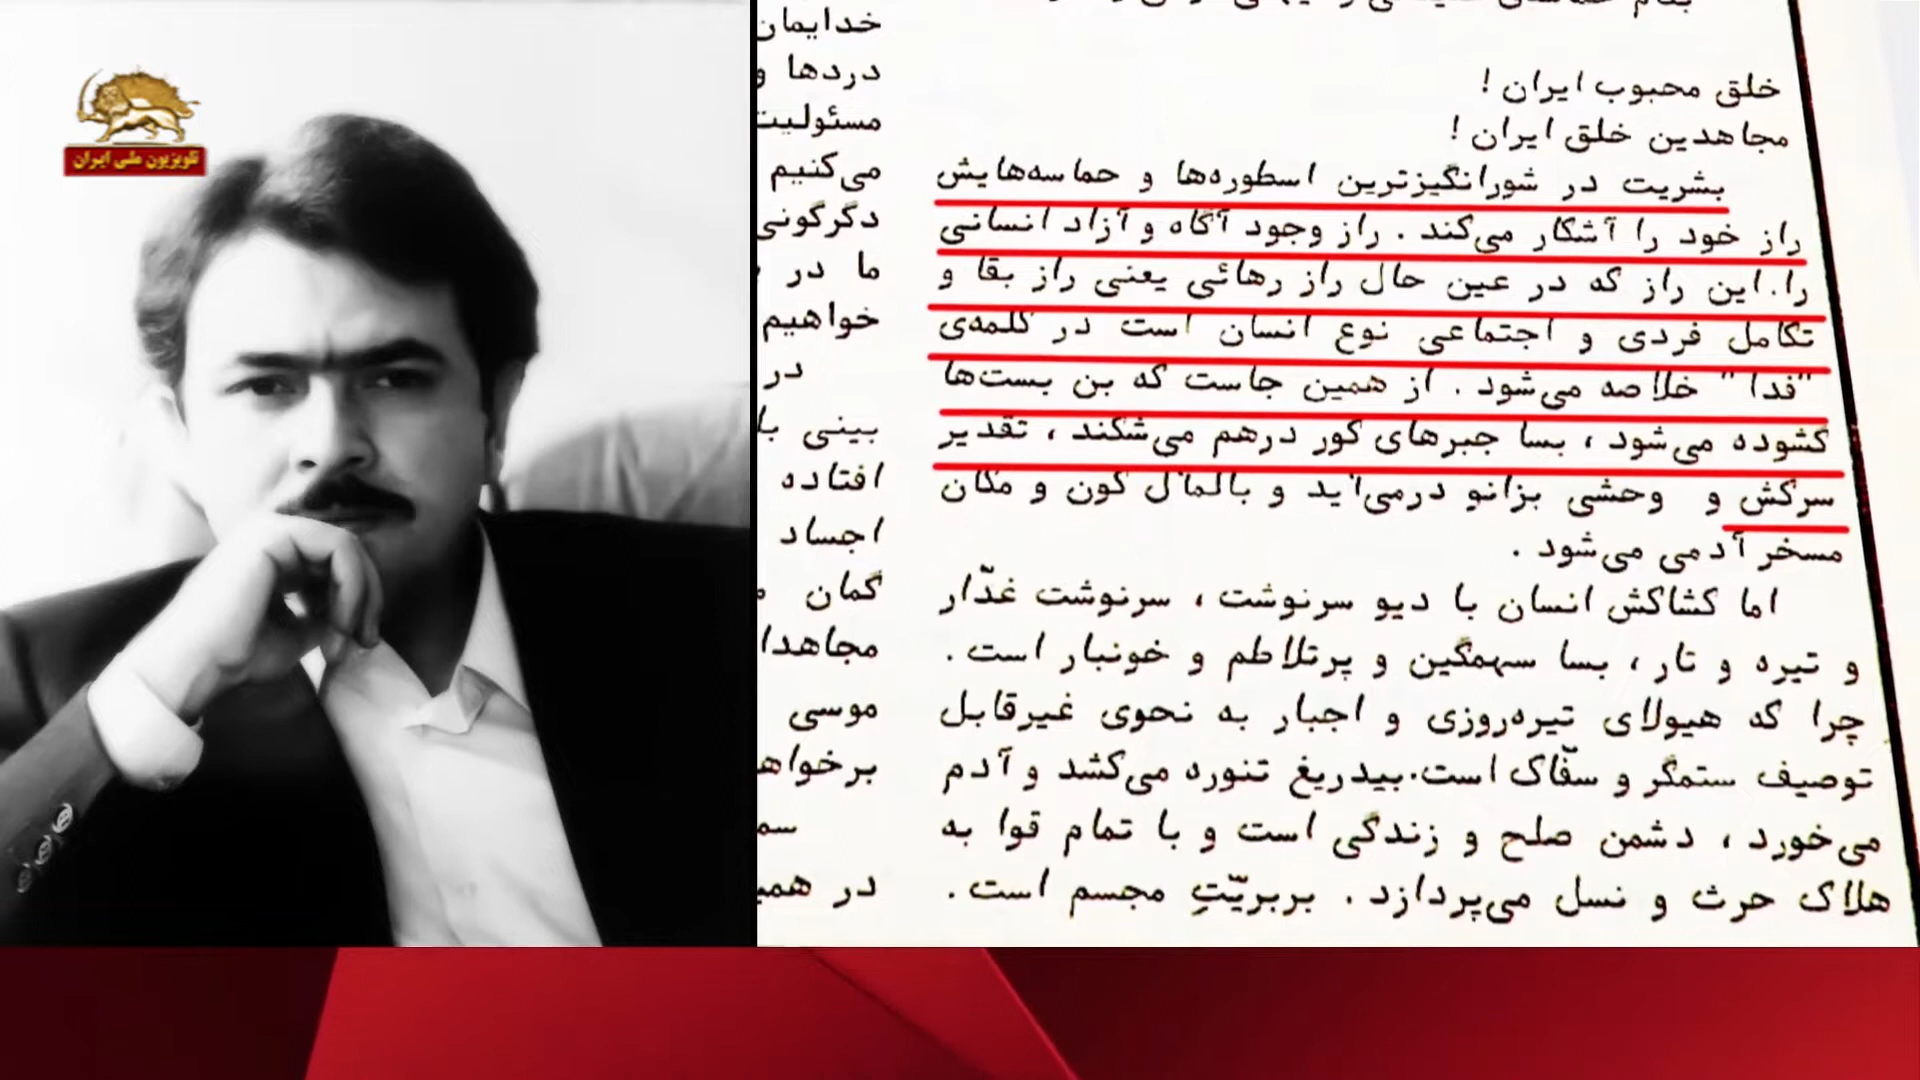 تلویزیون ملی ایران
خلق محبوب ایران !
مجاهدین خلق ایران !
بشریت در شورانگیزترین اسطوره‌ها و حماسه‌هایش
راز خود را آشکار می‌کند . راز وجود آگاه و آزاد انسانی
را.این راز که در عین حال راز رهائی یعنی راز بقا و
تکامل فردی و اجتماعی نوع انسان است در کلمه‌ی
"فدا" خلاصه می‌شود . از همین جاست که بن بست‌ها
گشوده می‌شود ، بسا جبرهای کور درهم می‌شکند ، تقدیر
سرکش و وحشی بزانو درمی‌آید و بالمآل کون و مکان
مسخر آدمی می‌شود .
اما کشاکش انسان با دیو سرنوشت ، سرنوشت غدّار
و تیره و تار ، بسا سهمگین و پرتلاطم و خونبار است .
چرا که هیولای تیره‌روزی و اجبار به نحوی غیرقابل
توصیف ستمگر و سفّاک است.بیدریغ تنوره می‌کشد و آدم
می‌خورد ، دشمن صلح و زندگی است و با تمام قوا به
هلاک حرث و نسل می‌پردازد . بربریّتِ مجسم است .
خدایمان
دردها و
مسئولیت
می‌کنیم
دگرگونی
ما در
خواهیم
در
بینی
افتاده
اجساد
گمان
موسی
در